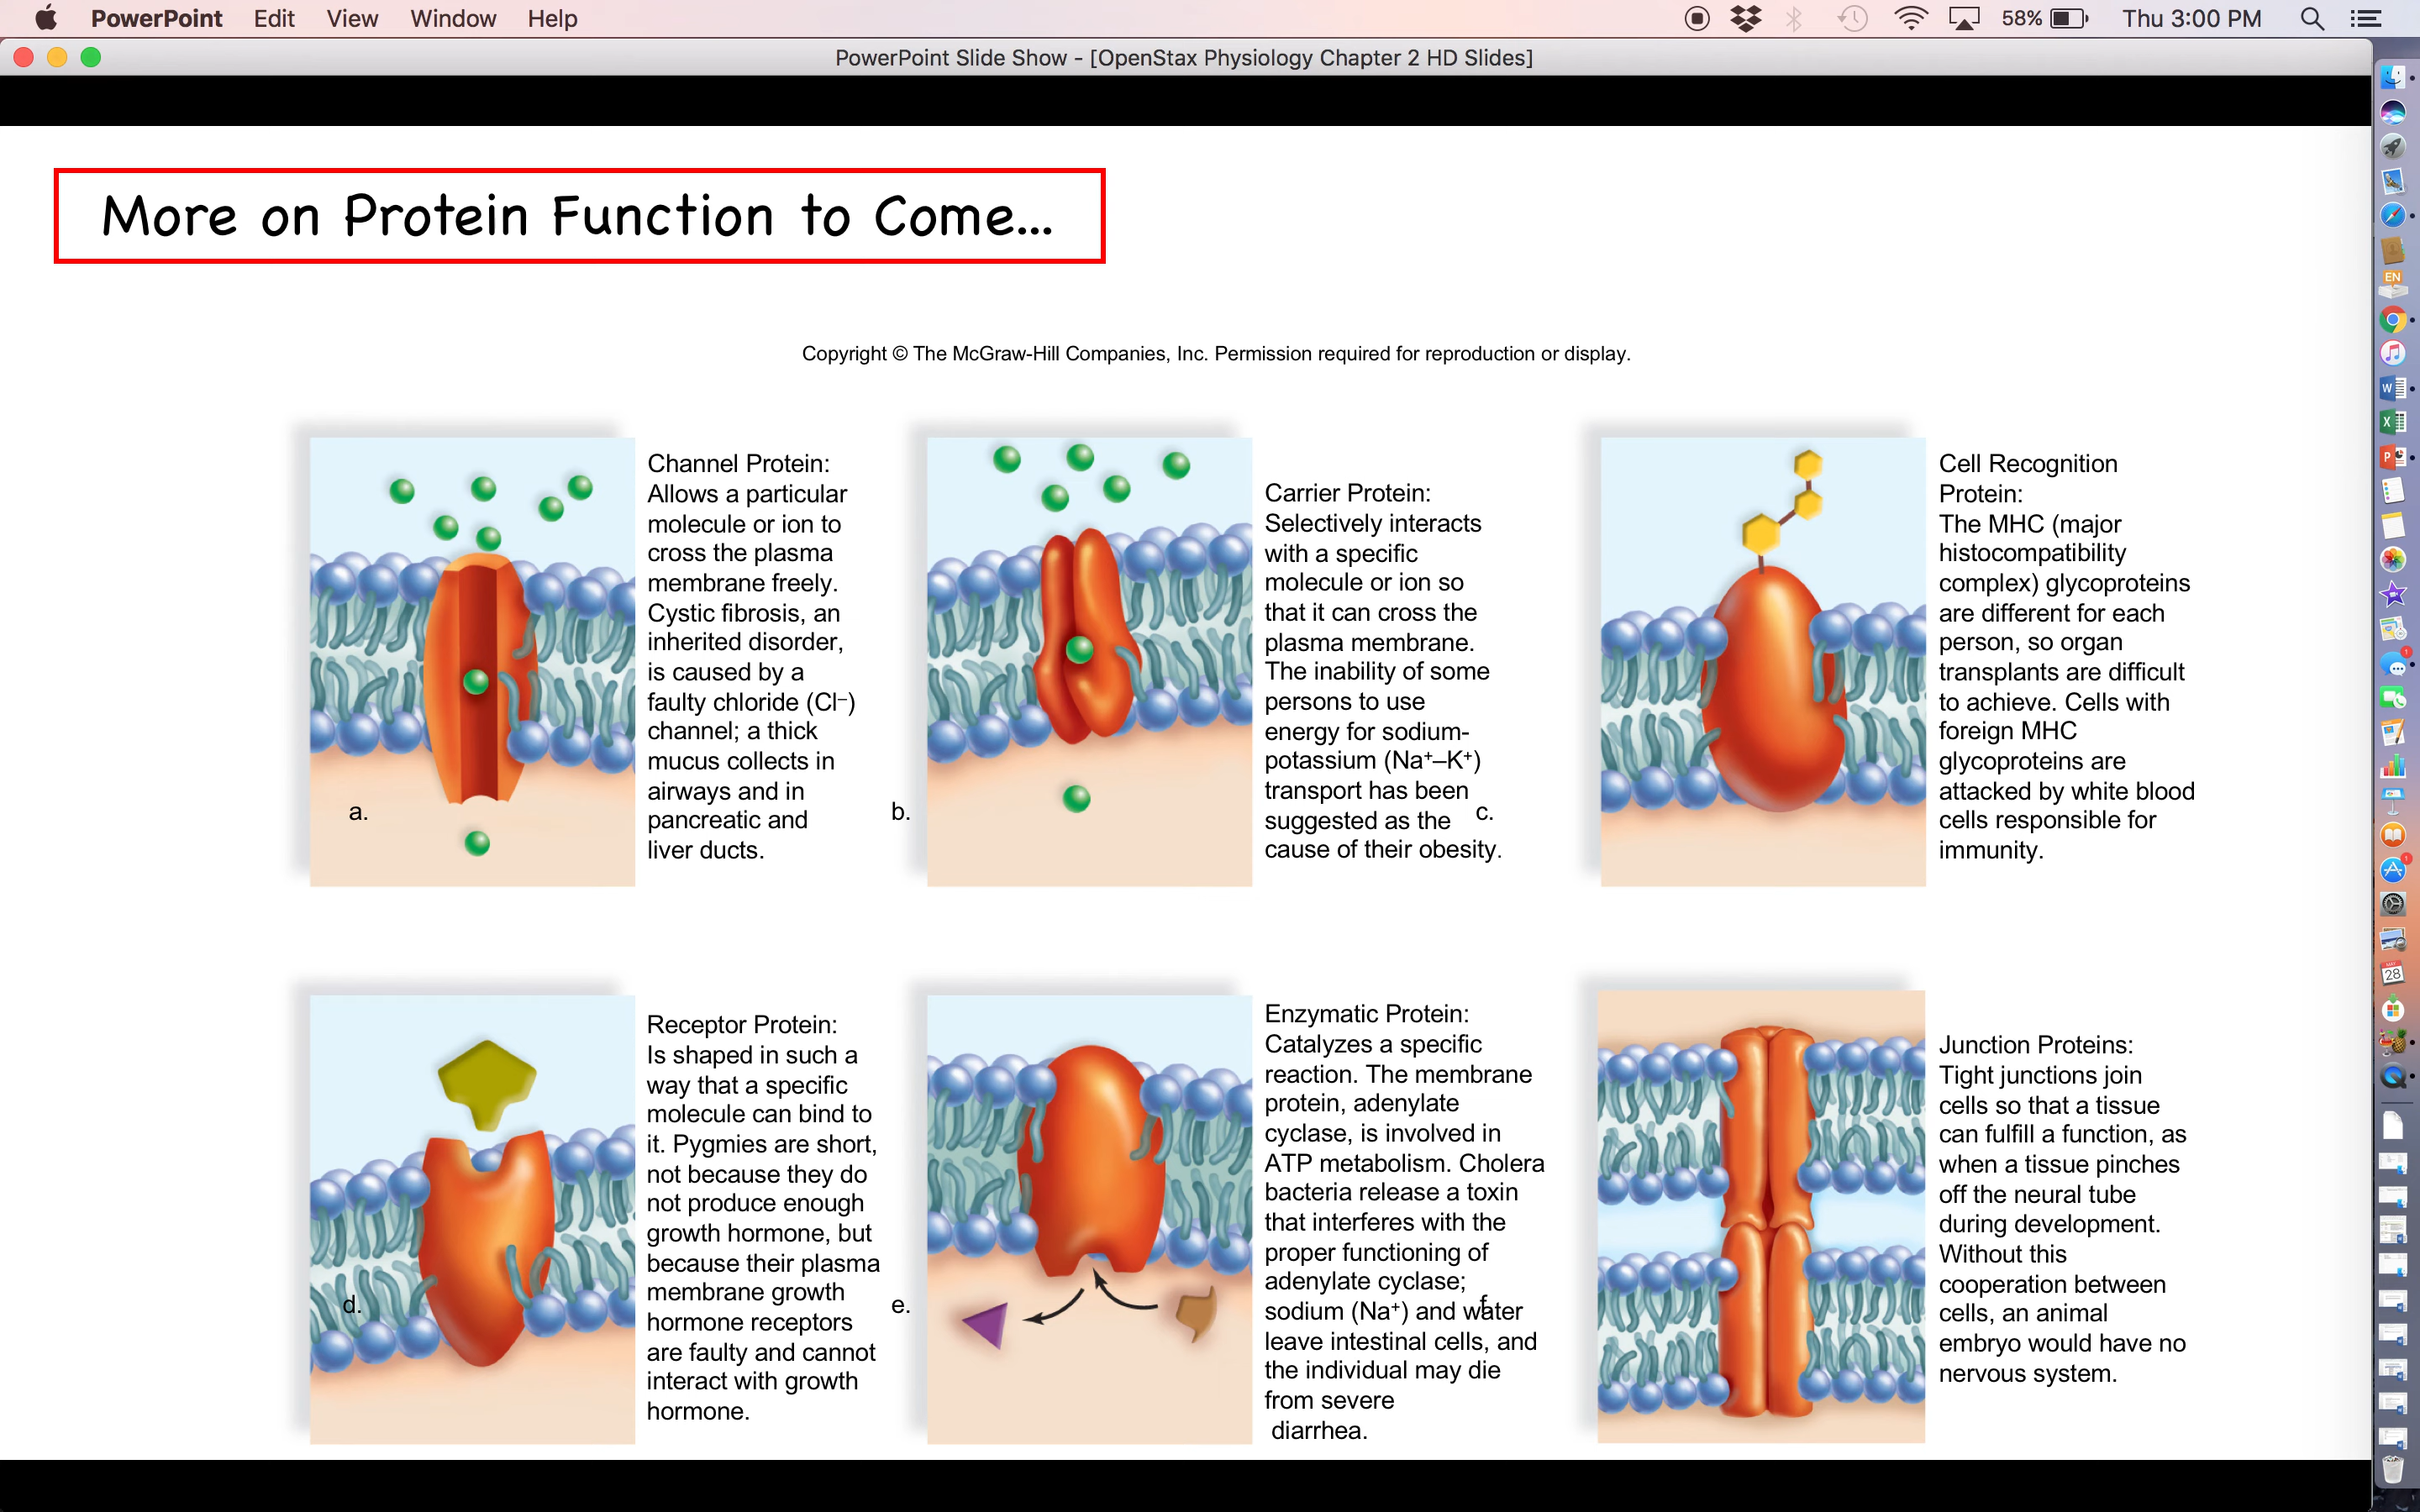 PowerPoint Edit View Window Help 58% Thu 3:00 PM
PowerPoint Slide Show - [OpenStax Physiology Chapter 2 HD Slides]
More on Protein Function to Come...
Copyright © The McGraw-Hill Companies, Inc. Permission required for reproduction or display.
a.
Channel Protein:
Allows a particular
molecule or ion to
cross the plasma
membrane freely.
Cystic fibrosis, an
inherited disorder,
is caused by a
faulty chloride (Cl–)
channel; a thick
mucus collects in
airways and in
pancreatic and
liver ducts.
b.
Carrier Protein:
Selectively interacts
with a specific
molecule or ion so
that it can cross the
plasma membrane.
The inability of some
persons to use
energy for sodium-
potassium (Na+–K+)
transport has been
suggested as the
cause of their obesity.
c.
Cell Recognition
Protein:
The MHC (major
histocompatibility
complex) glycoproteins
are different for each
person, so organ
transplants are difficult
to achieve. Cells with
foreign MHC
glycoproteins are
attacked by white blood
cells responsible for
immunity.
d.
Receptor Protein:
Is shaped in such a
way that a specific
molecule can bind to
it. Pygmies are short,
not because they do
not produce enough
growth hormone, but
because their plasma
membrane growth
hormone receptors
are faulty and cannot
interact with growth
hormone.
e.
Enzymatic Protein:
Catalyzes a specific
reaction. The membrane
protein, adenylate
cyclase, is involved in
ATP metabolism. Cholera
bacteria release a toxin
that interferes with the
proper functioning of
adenylate cyclase;
sodium (Na+) and water
leave intestinal cells, and
the individual may die
from severe
diarrhea.
f.
Junction Proteins:
Tight junctions join
cells so that a tissue
can fulfill a function, as
when a tissue pinches
off the neural tube
during development.
Without this
cooperation between
cells, an animal
embryo would have no
nervous system.
EN
W
X
P
1
1
28